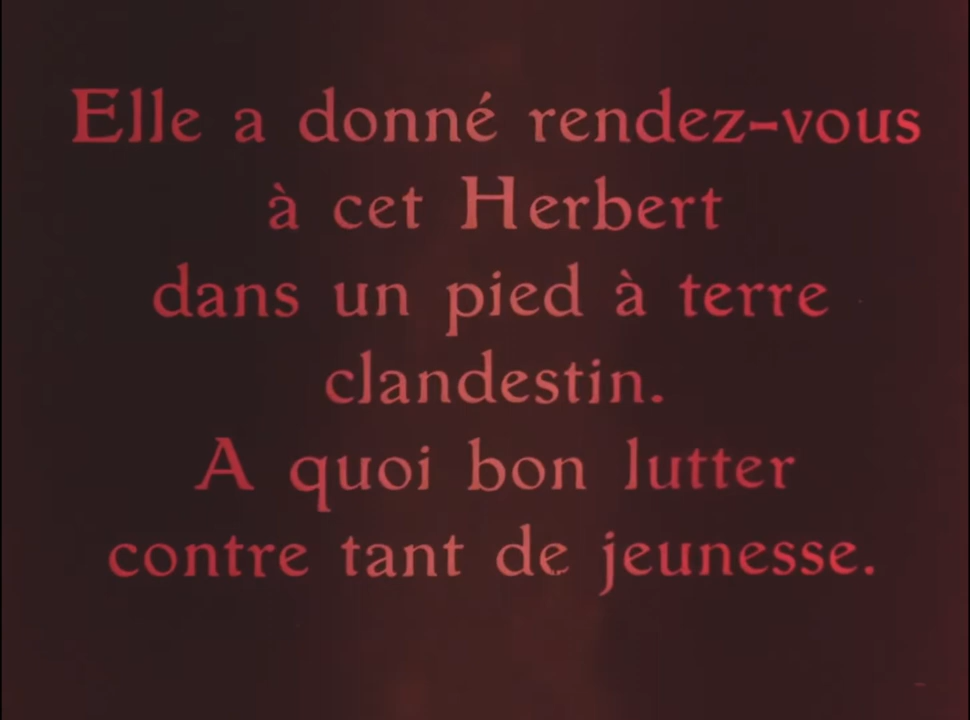 Elle a donné rendez-vous
à cet Herbert
dans un pied à terre
clandestin.
A quoi bon lutter
contre tant de jeunesse.